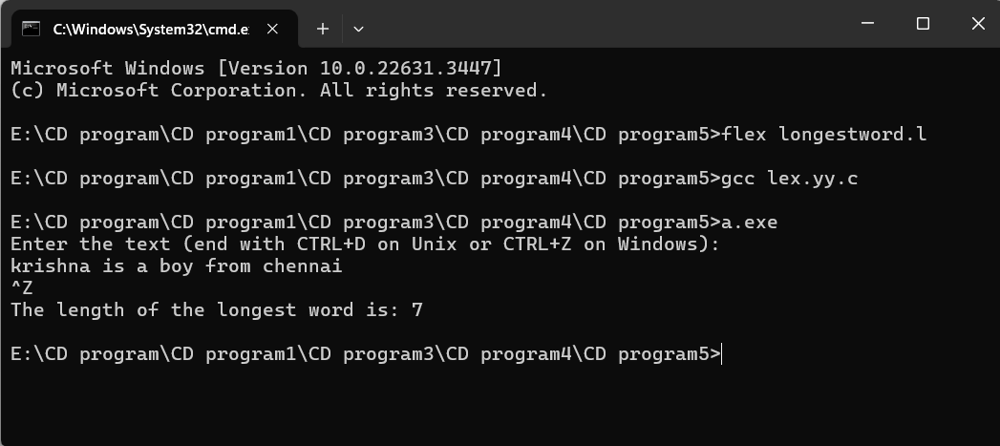 C:\Windows\System32\cmd.e
Microsoft Windows [Version 10.0.22631.3447]
(c) Microsoft Corporation. All rights reserved.
E:\CD program\CD program1\CD program3\CD program4\CD program5>flex longestword.l
E:\CD program\CD program1\CD program3\CD program4\CD program5>gcc lex.yy.c
E:\CD program\CD program1\CD program3\CD program4\CD program5>a.exe
Enter the text (end with CTRL+D on Unix or CTRL+Z on Windows):
krishna is a boy from chennai
^Z
The length of the longest word is: 7
E:\CD program\CD program1\CD program3\CD program4\CD program5>